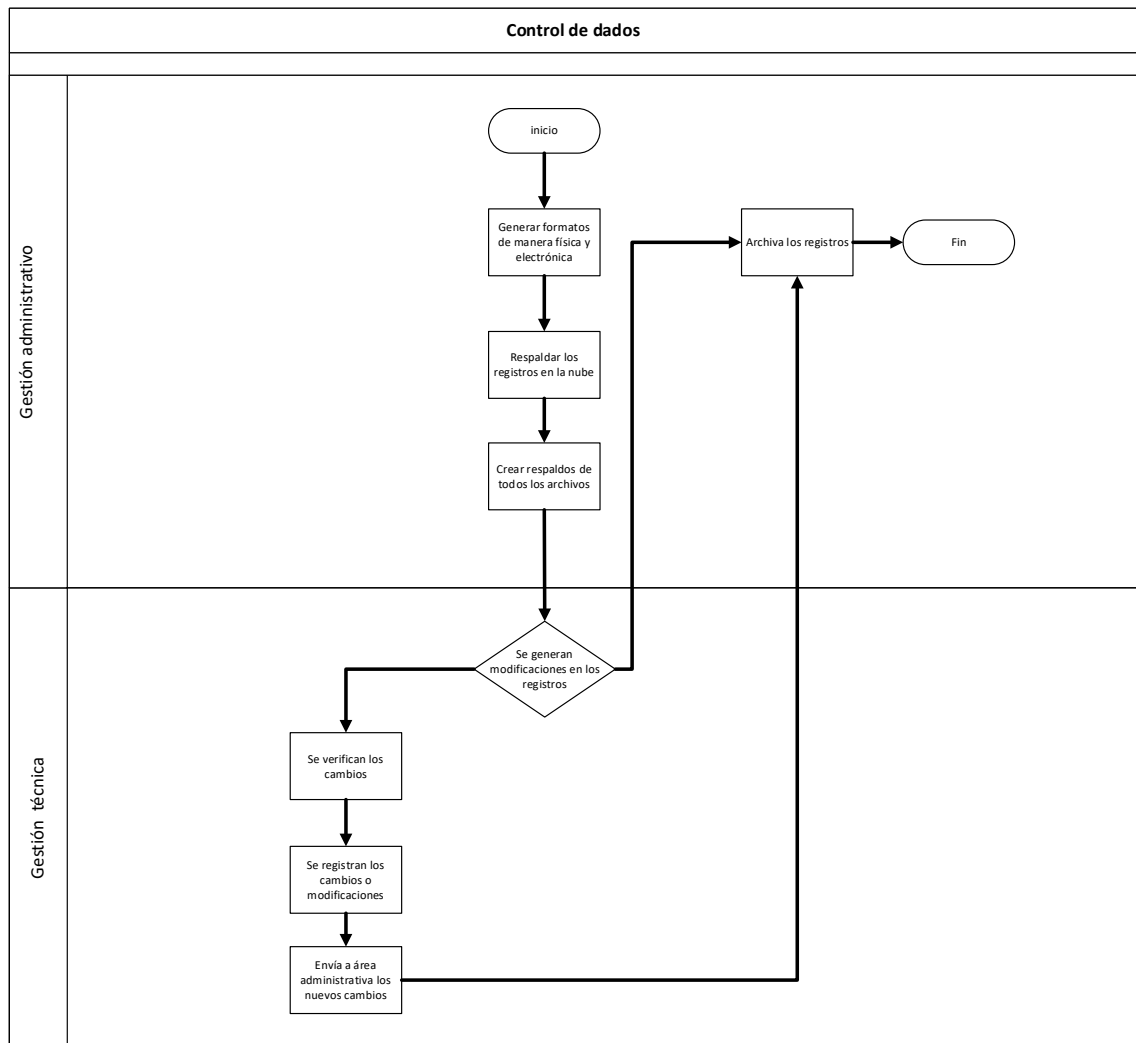 Control de dados
Gestión administrativo
inicio
Generar formatos
de manera física y
electrónica
Archiva los registros
Fin
Respaldar los
registros en la nube
Crear respaldos de
todos los archivos
Gestión técnica
Se generan
modificaciones en los
registros
Se verifican los
cambios
Se registran los
cambios o
modificaciones
Envía a área
administrativa los
nuevos cambios